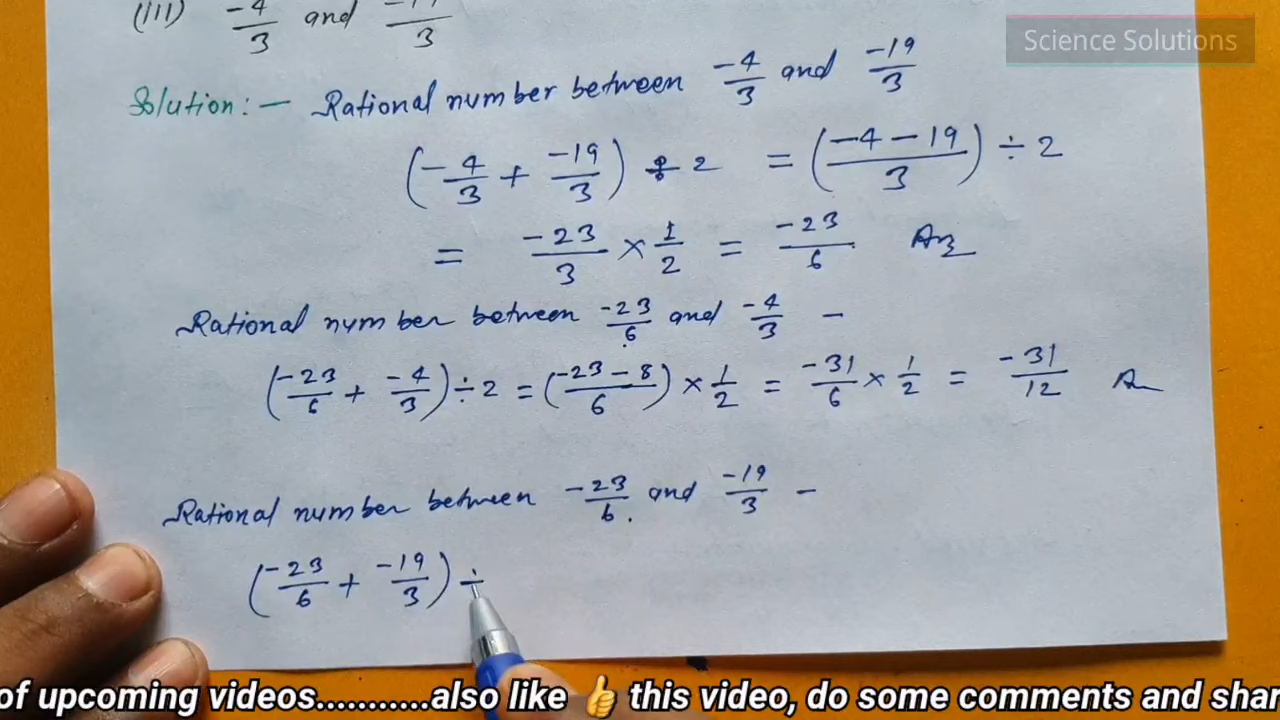 (iii) -4/3 and /3
Science Solutions
Solution:— Rational number between -4/3 and -19/3
(-4/3 + -19/3) ÷ 2 = (-4-19/3) ÷ 2
= -23/3 × 1/2 = -23/6 Ans
Rational number between -23/6 and -4/3 –
(-23/6 + -4/3) ÷ 2 = (-23-8/6) × 1/2 = -31/6 × 1/2 = -31/12 An
Rational number between -23/6 and -19/3 –
(-23/6 + -19/3) ÷
of upcoming videos...........also like 👍 this video, do some comments and shar